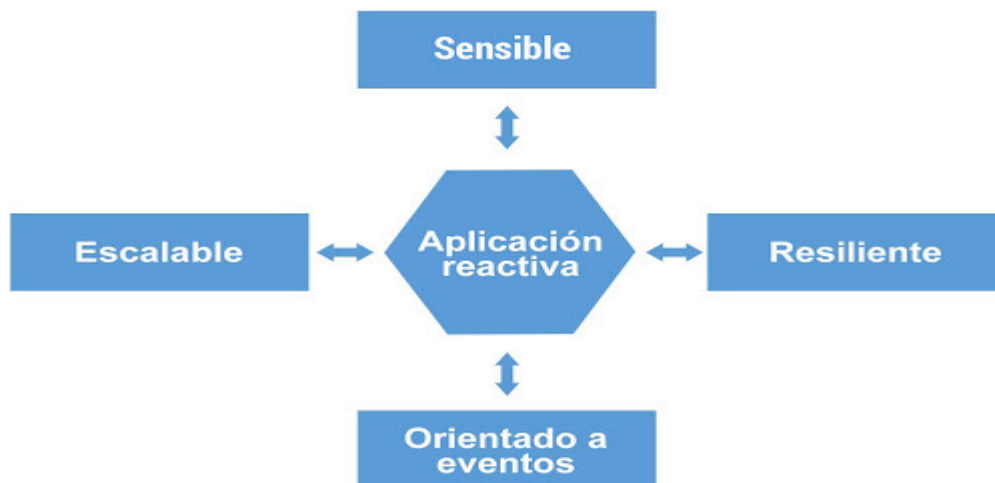 Sensible
Escalable
Aplicación
reactiva
Resiliente
Orientado a
eventos